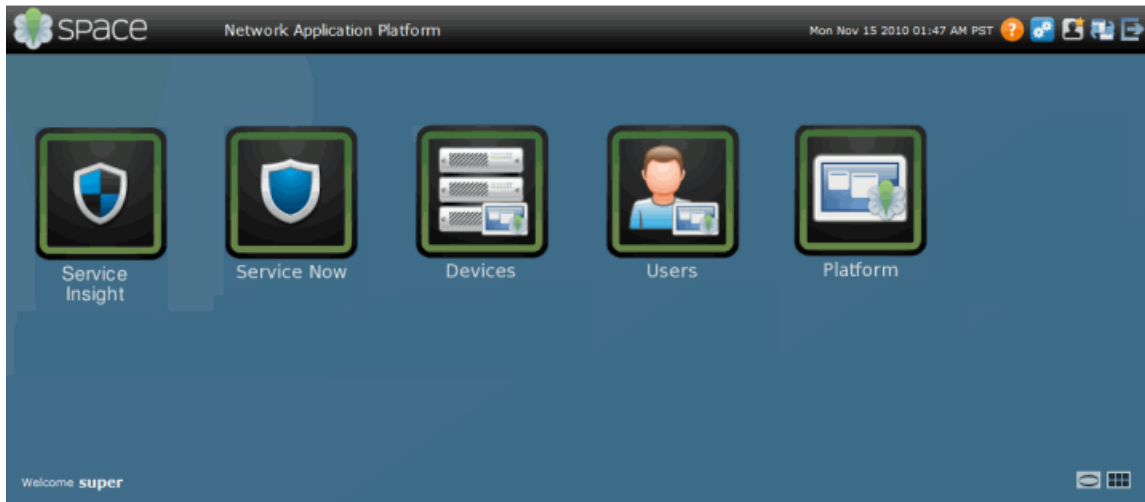 space
Network Application Platform
Mon Nov 15 2010 01:47 AM PST
?
Service
Insight
Service Now
Devices
Users
Platform
Welcome super